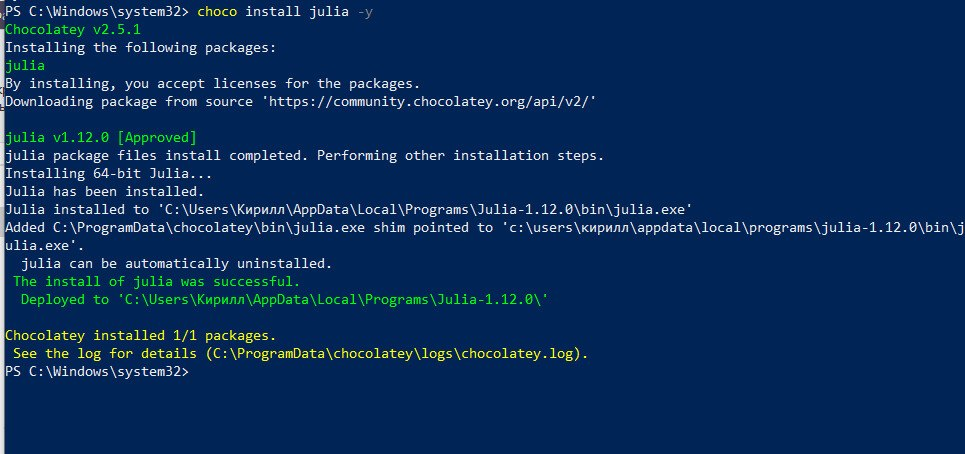 PS C:\Windows\system32> choco install julia -y
Chocolatey v2.5.1
Installing the following packages:
julia
By installing, you accept licenses for the packages.
Downloading package from source 'https://community.chocolatey.org/api/v2/'
julia v1.12.0 [Approved]
julia package files install completed. Performing other installation steps.
Installing 64-bit Julia...
Julia has been installed.
Julia installed to 'C:\Users\Кирилл\AppData\Local\Programs\Julia-1.12.0\bin\julia.exe'
Added C:\ProgramData\chocolatey\bin\julia.exe shim pointed to 'c:\users\кирилл\appdata\local\programs\julia-1.12.0\bin\j
ulia.exe'.
julia can be automatically uninstalled.
The install of julia was successful.
Deployed to 'C:\Users\Кирилл\AppData\Local\Programs\Julia-1.12.0\'
Chocolatey installed 1/1 packages.
See the log for details (C:\ProgramData\chocolatey\logs\chocolatey.log).
PS C:\Windows\system32>